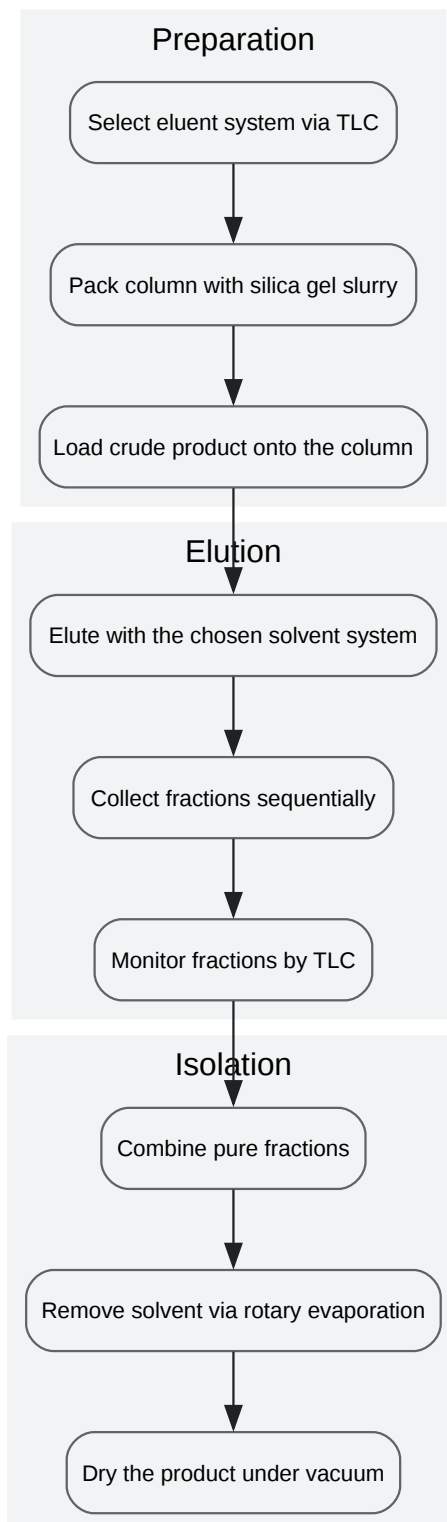 Preparation
Select eluent system via TLC
Pack column with silica gel slurry
Load crude product onto the column
Elution
Elute with the chosen solvent system
Collect fractions sequentially
Monitor fractions by TLC
Isolation
Combine pure fractions
Remove solvent via rotary evaporation
Dry the product under vacuum